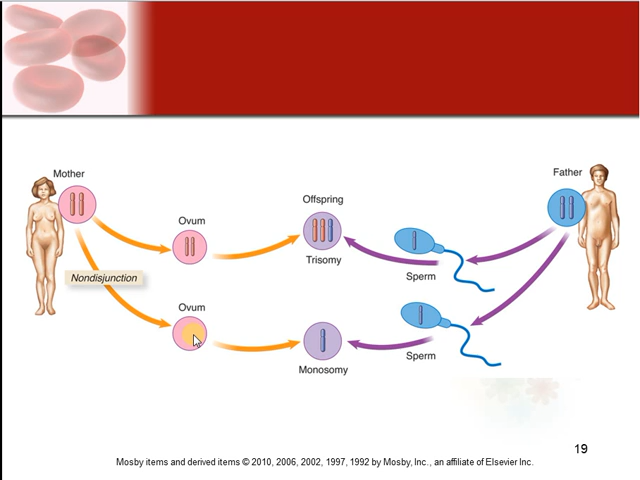 Mother
Father
Offspring
Ovum
Trisomy
Sperm
Nondisjunction
Ovum
Sperm
Monosomy
19
Mosby items and derived items © 2010, 2006, 2002, 1997, 1992 by Mosby, Inc., an affiliate of Elsevier Inc.